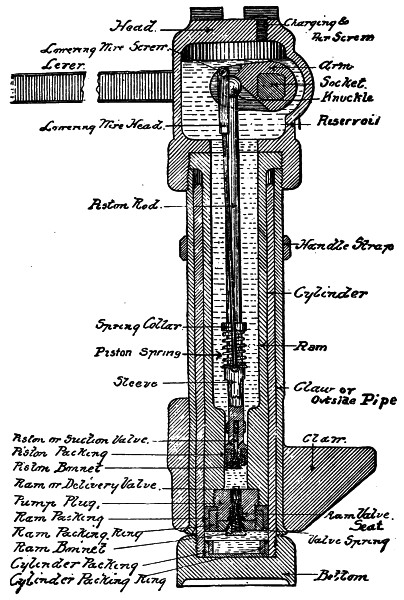 Head.
Charging &
Air Screw
Lowering Wire Screw.
Lever.
Arm
Socket.
Knuckle
Lowering Wire Head.
Reservoir
Piston Rod.
Handle Strap
Cylinder
Spring Collar
Piston Spring
Ram
Sleeve
Claw or
Outside Pipe
Piston or Suction Valve.
Claw.
Piston Packing
Piston Bonnet
Ram or Delivery Valve
Pump Plug.
Ram Packing
Ram Valve
Seat
Ram Packing Ring
Valve Spring
Ram Bonnet
Cylinder Packing
Cylinder Packing Ring
Bottom